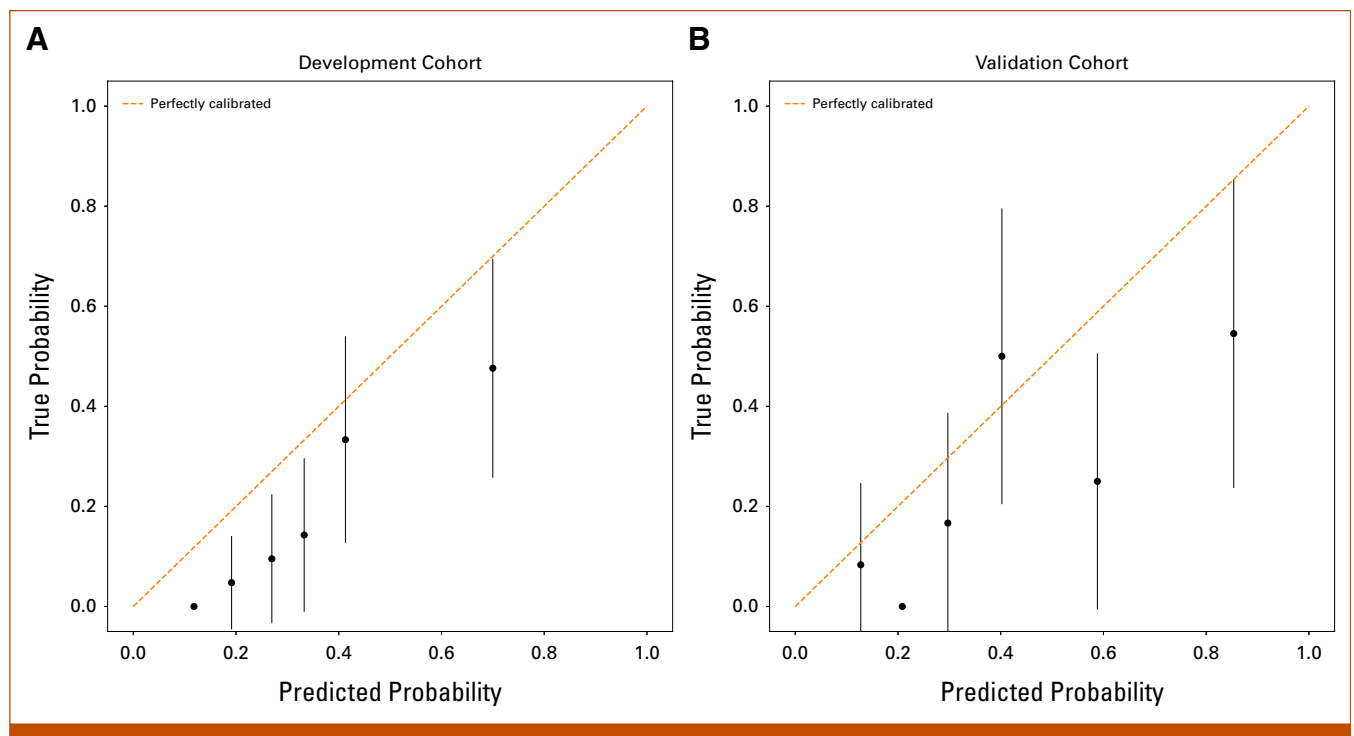 A
Development Cohort
Perfectly calibrated
1.0
0.8
0.6
0.4
0.2
0.0
True Probability
0.0 0.2 0.4 0.6 0.8 1.0
Predicted Probability
B
Validation Cohort
Perfectly calibrated
1.0
0.8
0.6
0.4
0.2
0.0
True Probability
0.0 0.2 0.4 0.6 0.8 1.0
Predicted Probability